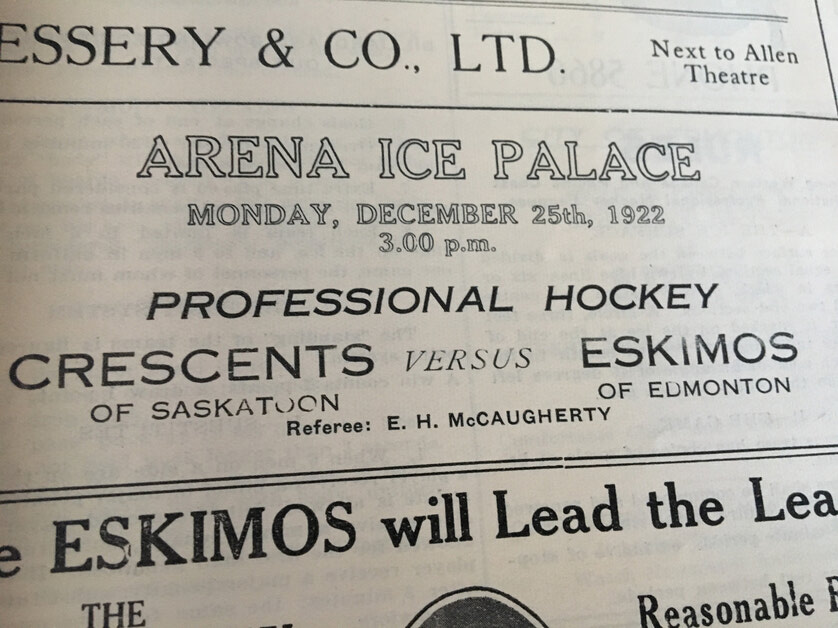 ESSERY & CO., LTD.
Next to Allen
Theatre
ARENA ICE PALACE
MONDAY, DECEMBER 25th, 1922
3.00 p.m.
PROFESSIONAL HOCKEY
CRESCENTS VERSUS ESKIMOS
OF SASKATOON OF EDMONTON
Referee: E. H. McCAUGHERTY
e ESKIMOS will Lead the Lea
THE
Reasonable